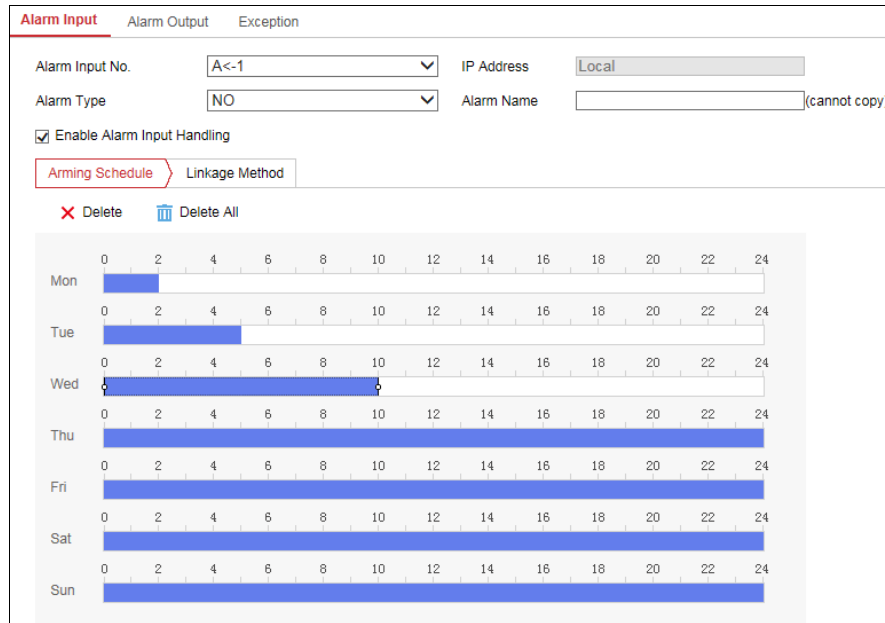 Alarm Input Alarm Output Exception
Alarm Input No. A<-1 IP Address Local
Alarm Type NO Alarm Name (cannot copy)
Enable Alarm Input Handling
Arming Schedule Linkage Method
Delete Delete All
0 2 4 6 8 10 12 14 16 18 20 22 24
Mon
0 2 4 6 8 10 12 14 16 18 20 22 24
Tue
0 2 4 6 8 10 12 14 16 18 20 22 24
Wed
0 2 4 6 8 10 12 14 16 18 20 22 24
Thu
0 2 4 6 8 10 12 14 16 18 20 22 24
Fri
0 2 4 6 8 10 12 14 16 18 20 22 24
Sat
0 2 4 6 8 10 12 14 16 18 20 22 24
Sun